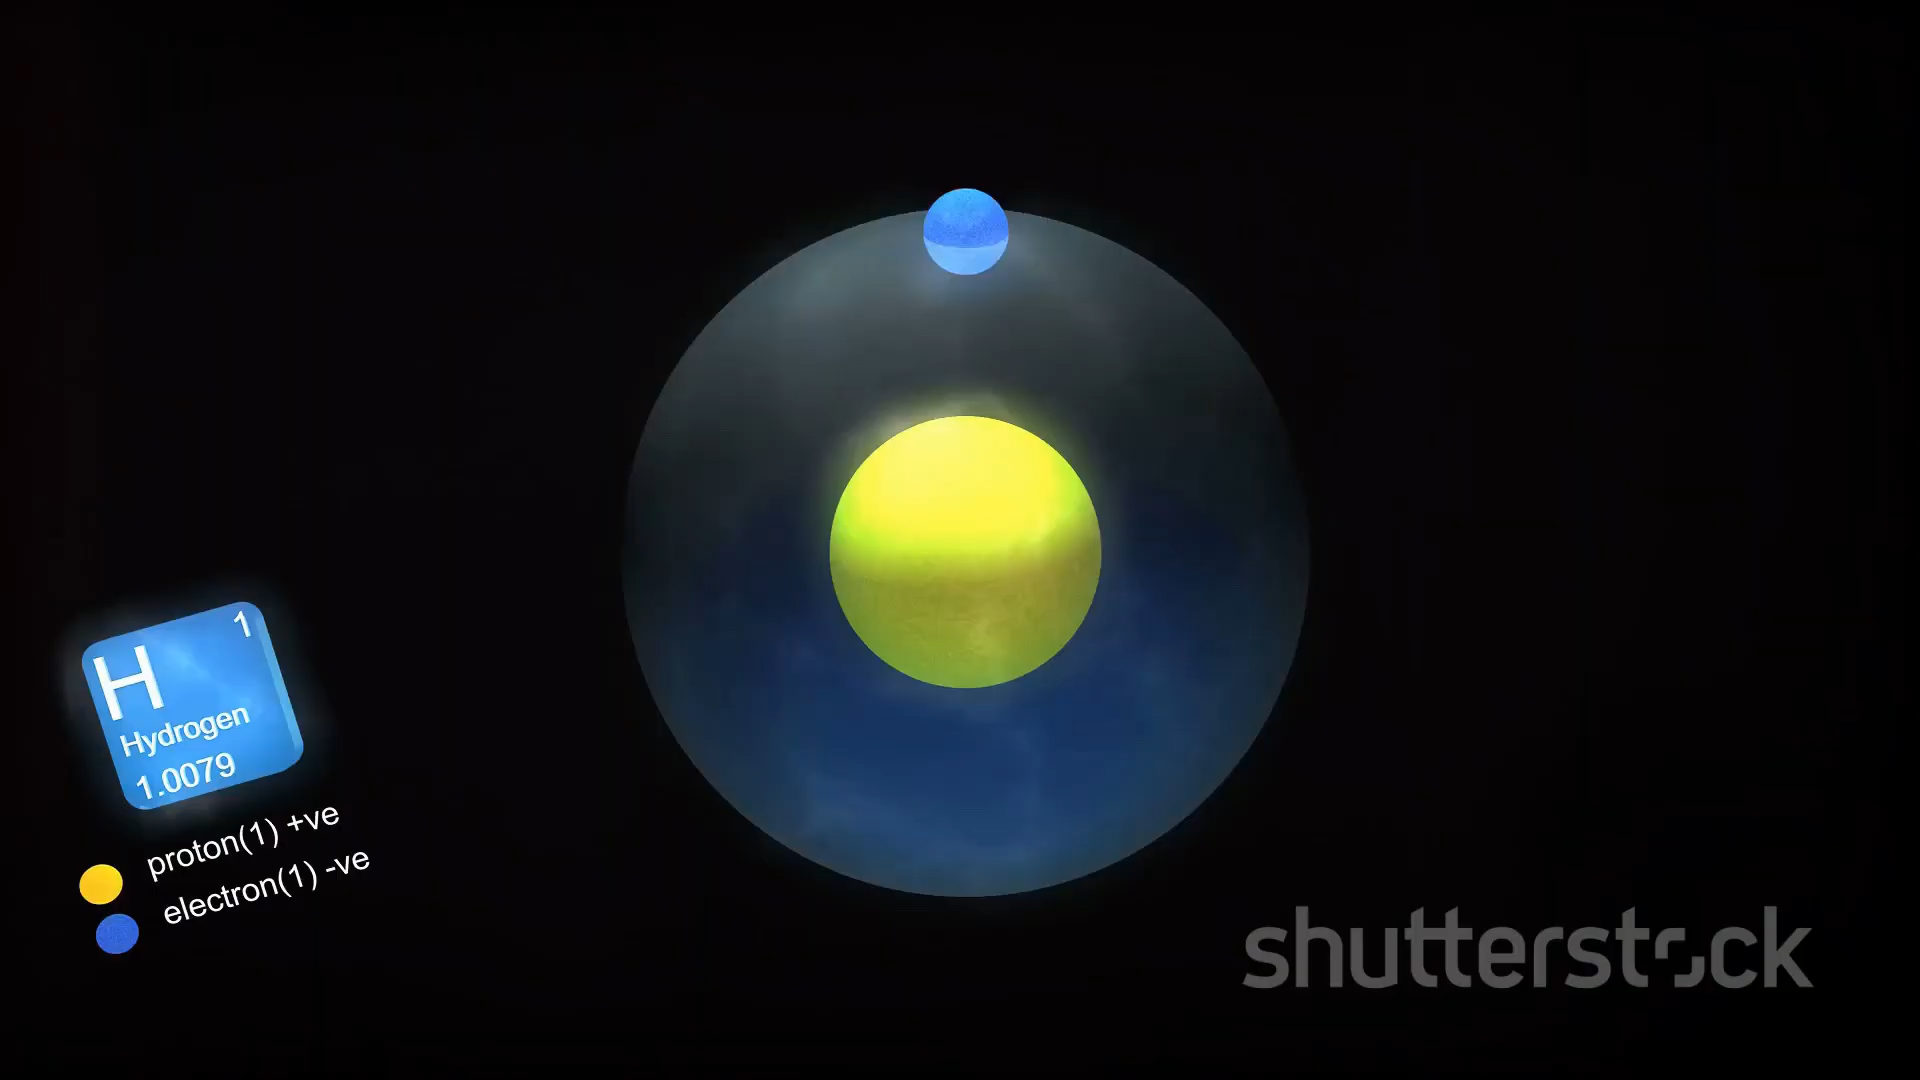 1
H
Hydrogen
1.0079
proton(1) +ve
electron(1) -ve
shutterstock